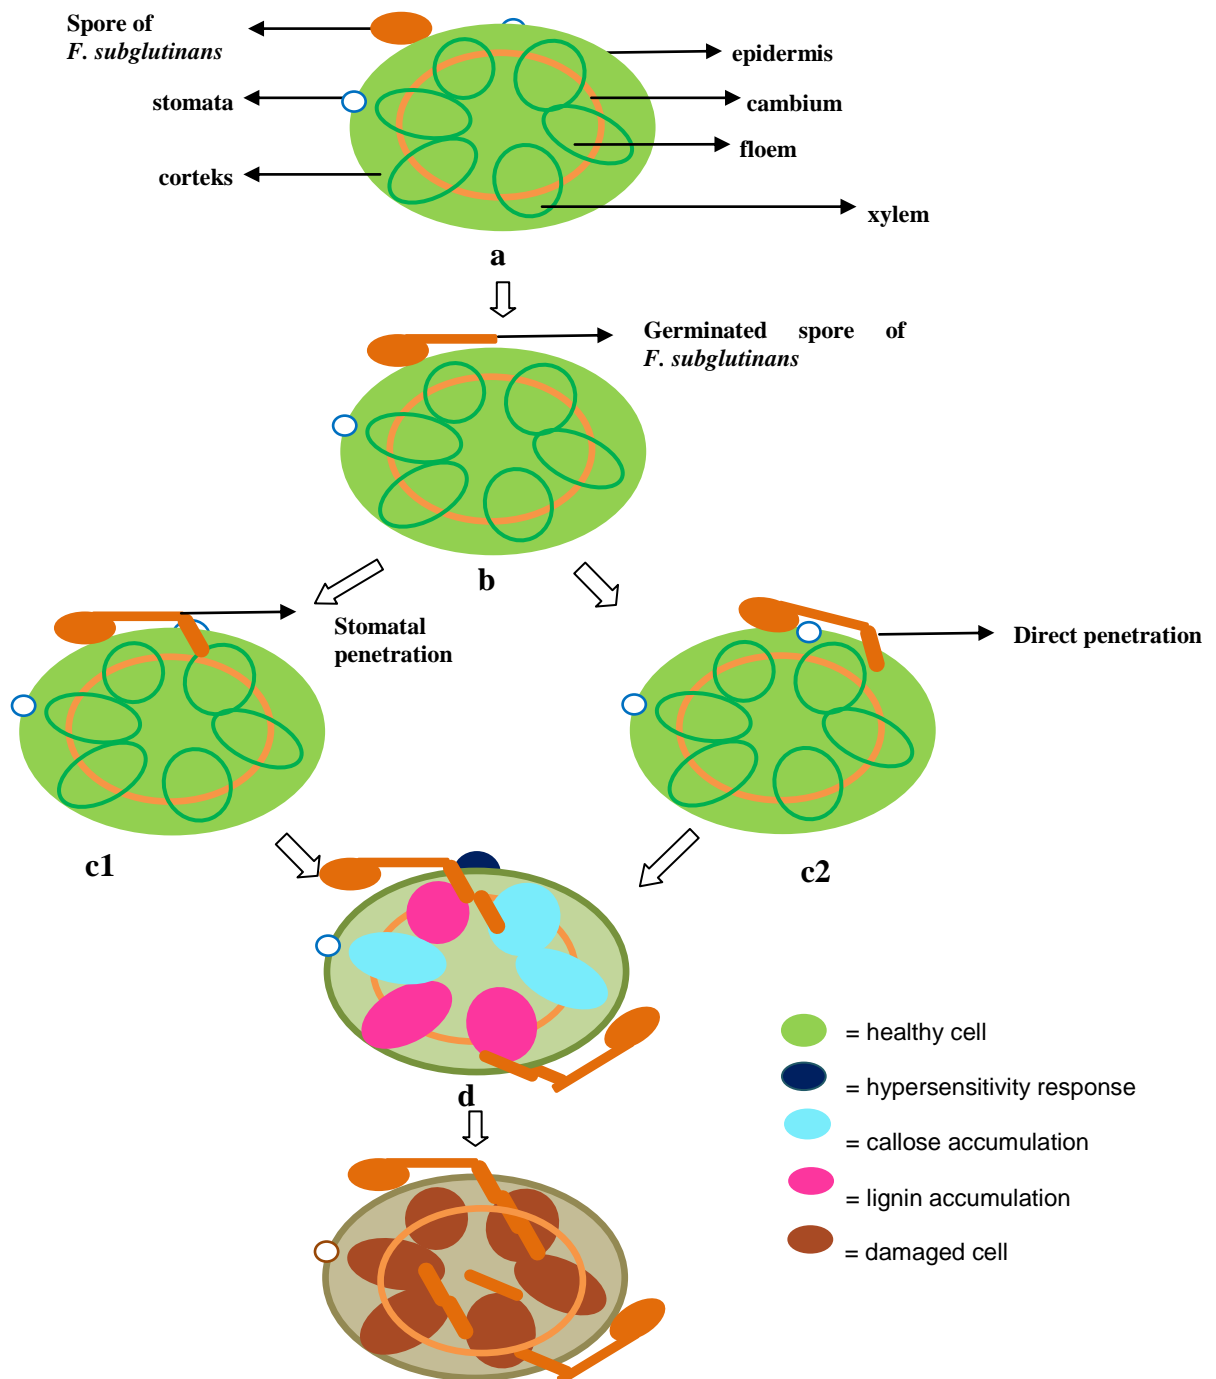 Spore of
F. subglutinans
epidermis
stomata
cambium
floem
corteks
xylem
a
Germinated spore of
F. subglutinans
b
Stomatal
penetration
Direct penetration
c1
c2
= healthy cell
= hypersensitivity response
d
= callose accumulation
= lignin accumulation
= damaged cell